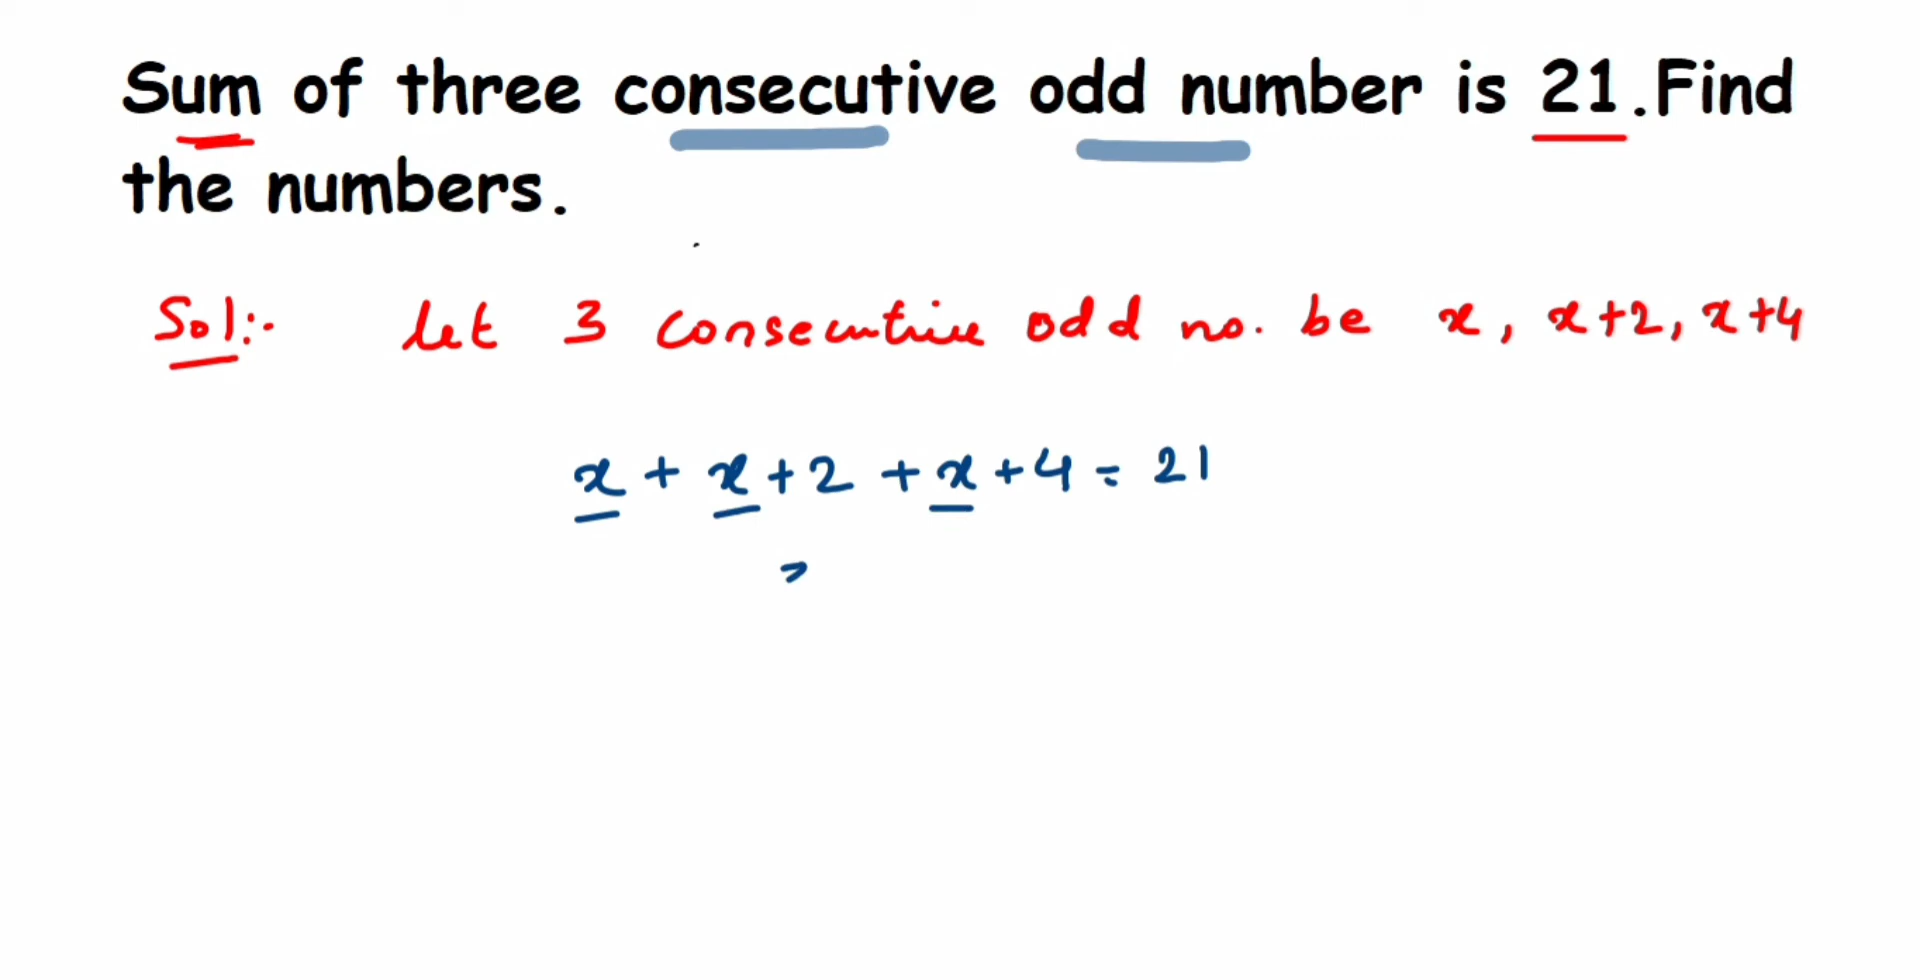 Sum of three consecutive odd number is 21.Find
the numbers.
Sol:- let 3 consecutive odd no. be x, x+2, x+4
x + x + 2 + x + 4 = 21